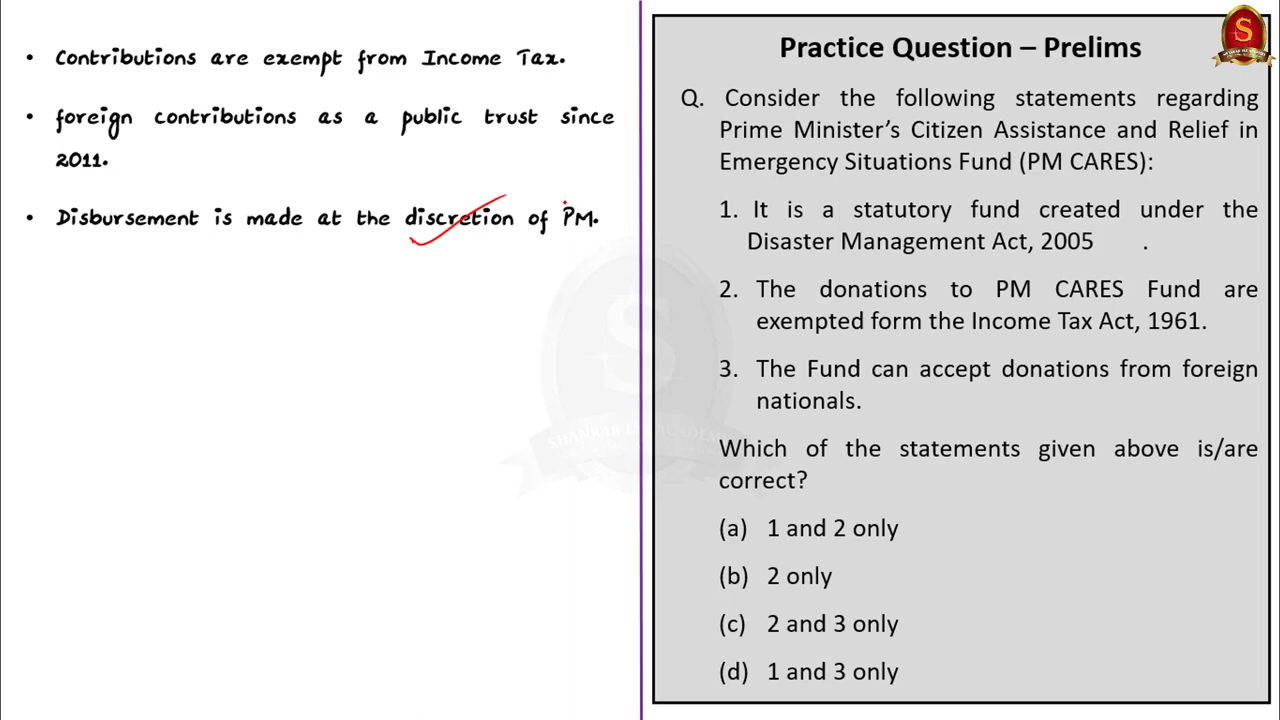 • Contributions are exempt from Income Tax.
• foreign contributions as a public trust since
2011.
• Disbursement is made at the discretion of PM.
Practice Question – Prelims
Q. Consider the following statements regarding
Prime Minister’s Citizen Assistance and Relief in
Emergency Situations Fund (PM CARES):
1. It is a statutory fund created under the
Disaster Management Act, 2005 .
2. The donations to PM CARES Fund are
exempted form the Income Tax Act, 1961.
3. The Fund can accept donations from foreign
nationals.
Which of the statements given above is/are
correct?
(a) 1 and 2 only
(b) 2 only
(c) 2 and 3 only
(d) 1 and 3 only
S
SHANKAR IAS ACADEMY